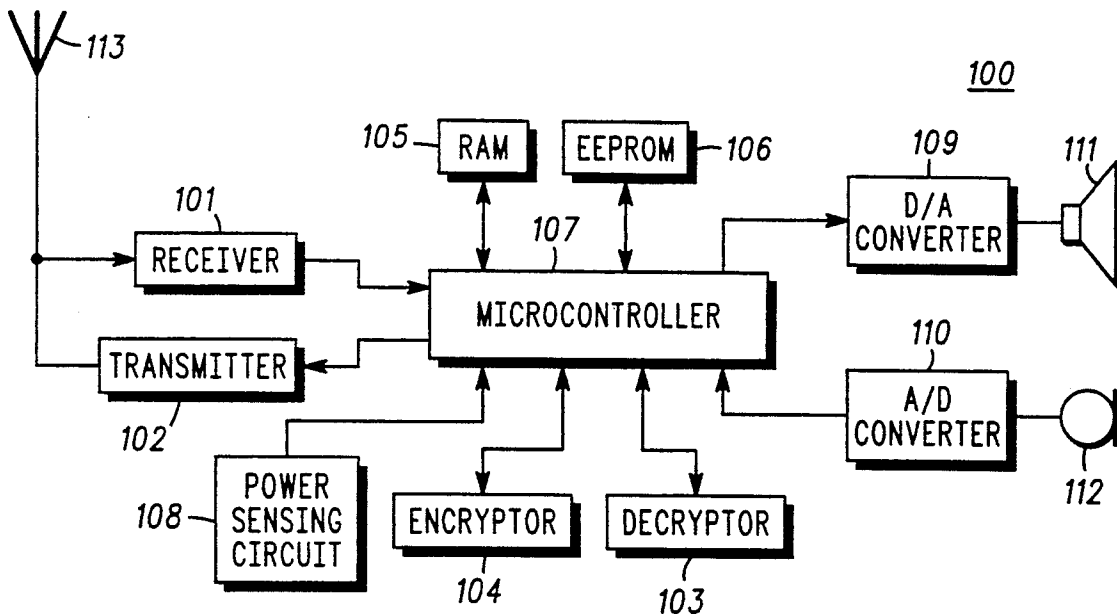 113
100
105
RAM
EEPROM
106
109
D/A
CONVERTER
111
101
RECEIVER
107
MICROCONTROLLER
TRANSMITTER
102
110
A/D
CONVERTER
112
108
POWER
SENSING
CIRCUIT
ENCRYPTOR
104
DECRYPTOR
103